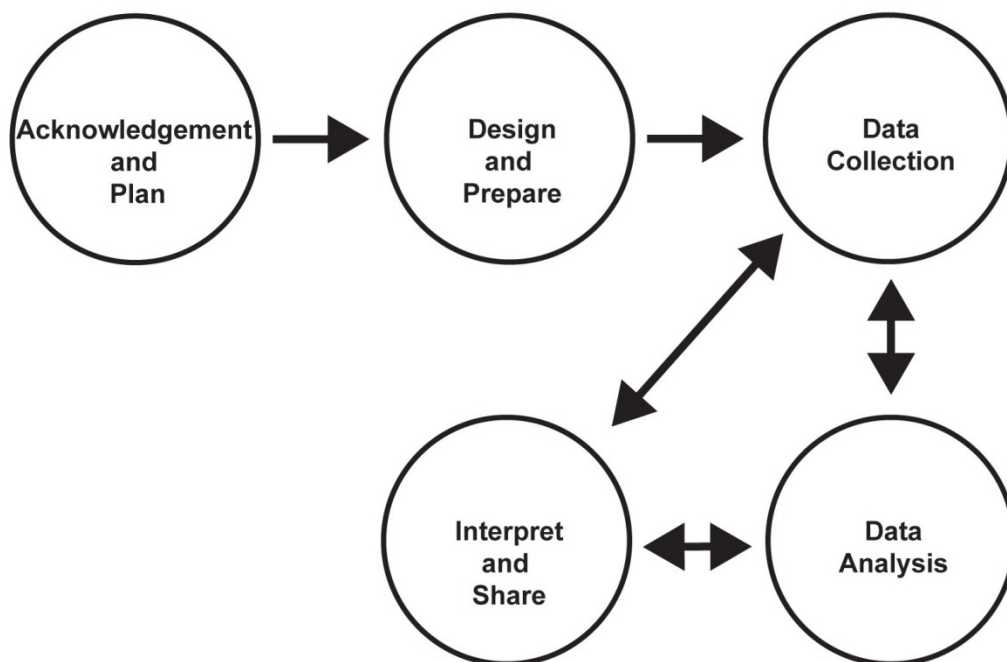 Acknowledgement
and
Plan
Design
and
Prepare
Data
Collection
Interpret
and
Share
Data
Analysis